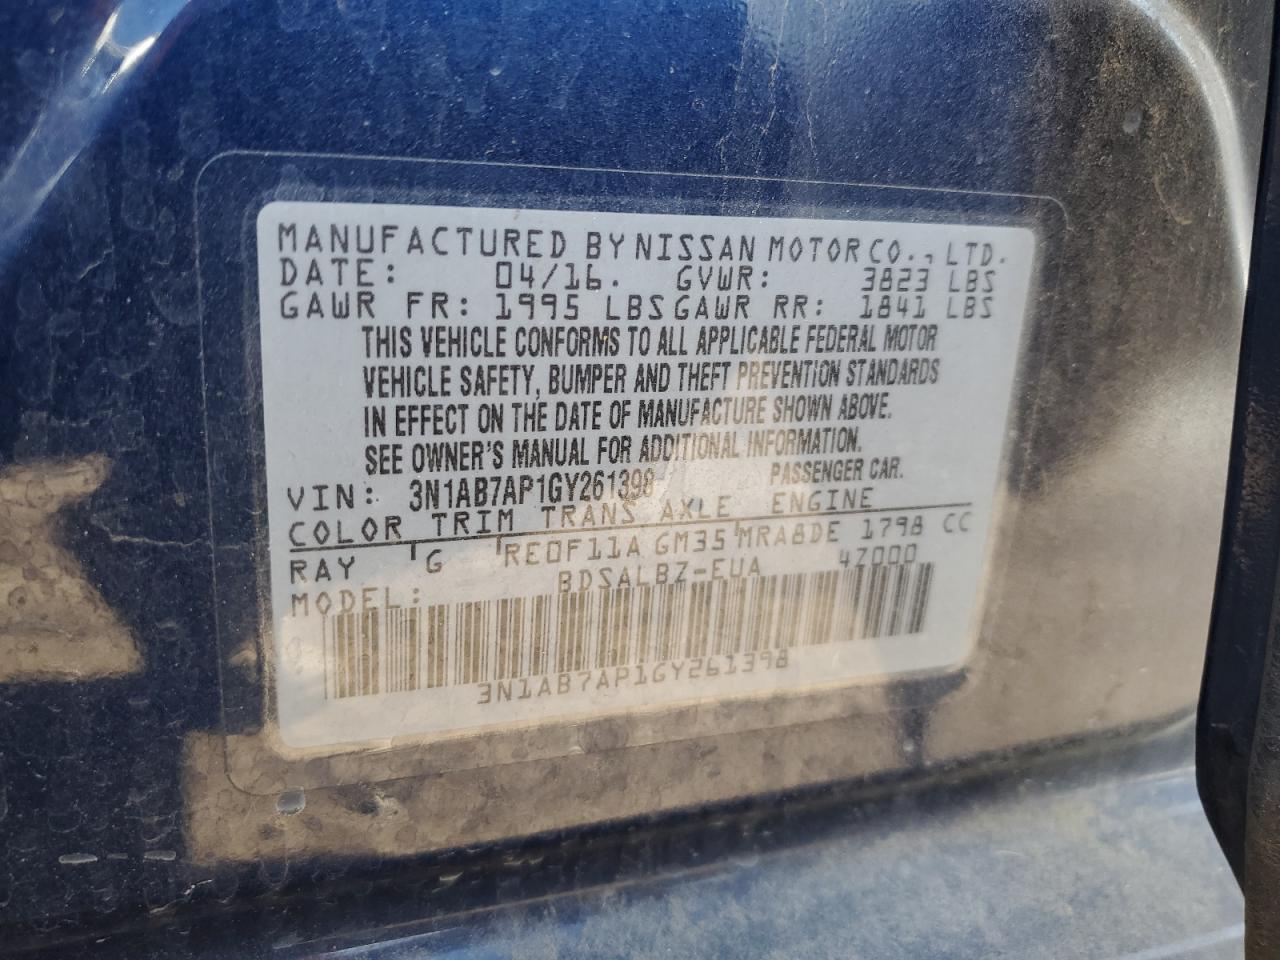 MANUFACTURED BY NISSAN MOTOR CO., LTD.
DATE: 04/16. GVWR: 3823 LBS
GAWR FR: 1995 LBS GAWR RR: 1841 LBS
THIS VEHICLE CONFORMS TO ALL APPLICABLE FEDERAL MOTOR
VEHICLE SAFETY, BUMPER AND THEFT PREVENTION STANDARDS
IN EFFECT ON THE DATE OF MANUFACTURE SHOWN ABOVE.
SEE OWNER'S MANUAL FOR ADDITIONAL INFORMATION.
VIN: 3N1AB7AP1GY261398 PASSENGER CAR.
COLOR TRIM TRANS AXLE ENGINE
RAY G RE0F11A GM35 MRA8DE 1798 CC
MODEL: BDSALBZ-EUA 47000
3N1AB7AP1GY261398